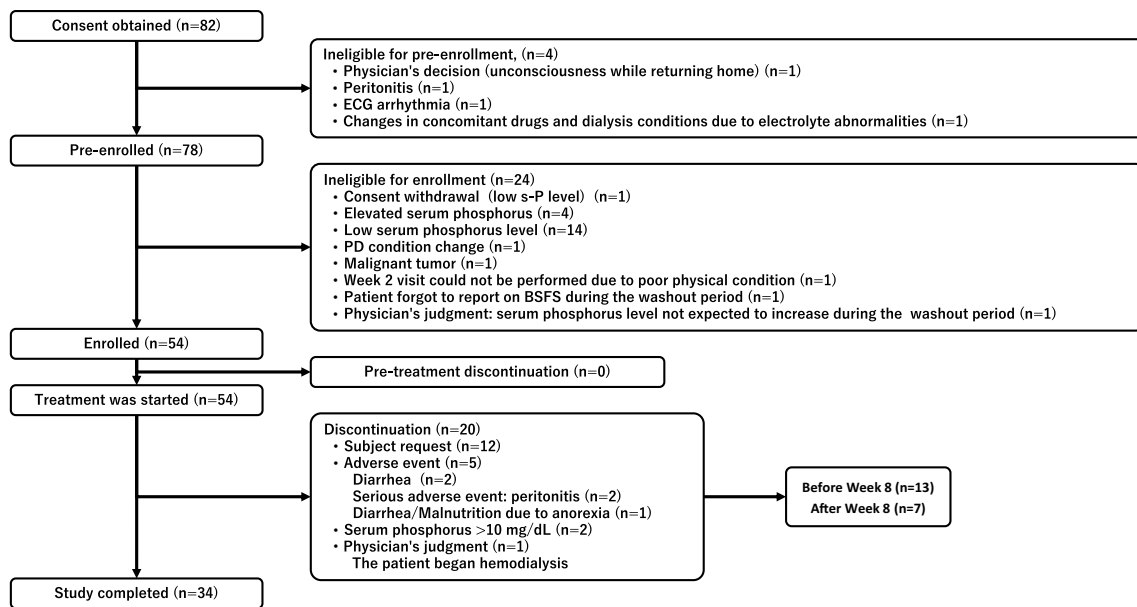 Consent obtained (n=82)
Ineligible for pre-enrollment, (n=4)
・Physician's decision (unconsciousness while returning home) (n=1)
・Peritonitis (n=1)
・ECG arrhythmia (n=1)
・Changes in concomitant drugs and dialysis conditions due to electrolyte abnormalities (n=1)
Pre-enrolled (n=78)
Ineligible for enrollment (n=24)
・Consent withdrawal (low s-P level) (n=1)
・Elevated serum phosphorus (n=4)
・Low serum phosphorus level (n=14)
・PD condition change (n=1)
・Malignant tumor (n=1)
・Week 2 visit could not be performed due to poor physical condition (n=1)
・Patient forgot to report on BSFS during the washout period (n=1)
・Physician's judgment: serum phosphorus level not expected to increase during the washout period (n=1)
Enrolled (n=54)
Pre-treatment discontinuation (n=0)
Treatment was started (n=54)
Discontinuation (n=20)
・Subject request (n=12)
・Adverse event (n=5)
Diarrhea (n=2)
Serious adverse event: peritonitis (n=2)
Diarrhea/Malnutrition due to anorexia (n=1)
・Serum phosphorus >10 mg/dL (n=2)
・Physician's judgment (n=1)
The patient began hemodialysis
Before Week 8 (n=13)
After Week 8 (n=7)
Study completed (n=34)